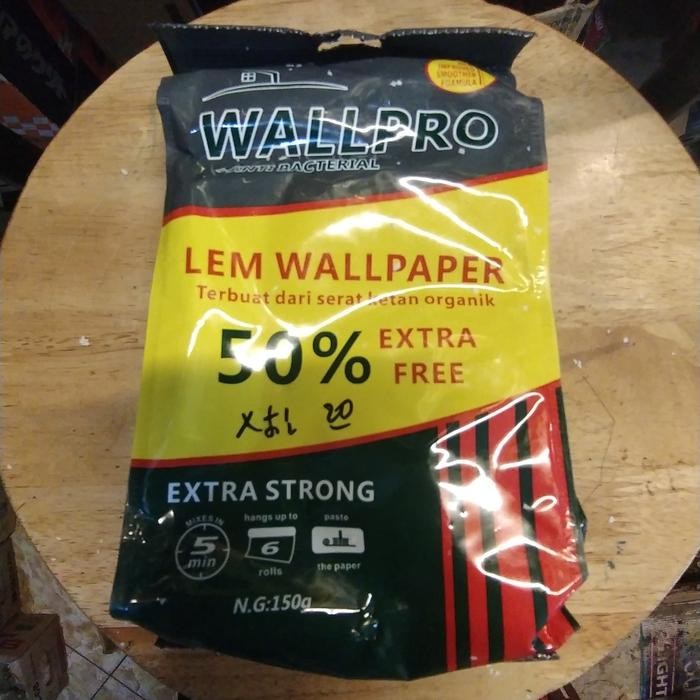 IMPROVED
SMOOTHER
FORMULA
WALLPRO
ANTI BACTERIAL
LEM WALLPAPER
Terbuat dari serat ketan organik
50% EXTRA
FREE
20
EXTRA STRONG
MIXES IN
5
min
hangs up to
6
rolls
paste
the paper
N.G:150g